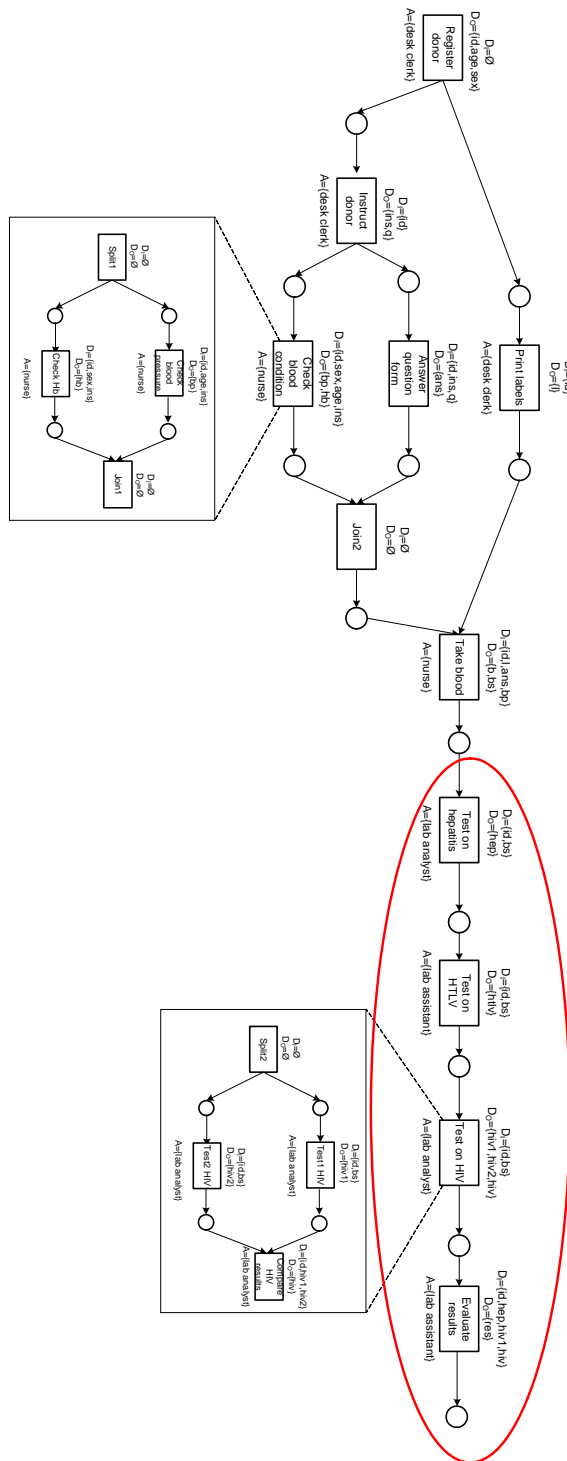 DI=Ø
DO={id,age,sex}
Register
donor
A={desk clerk}
DO={l}
Print labels
A={desk clerk}
DI={id}
DO={ins,q}
Instruct
donor
A={desk clerk}
DI={id,ins,q}
DO={ans}
Answer
question
form
DI={id,sex,age,ins}
DO={bp,hb}
Check
blood
condition
A={nurse}
DI=Ø
DO=Ø
Join2
DI={id,l,ans,bp}
DO={b,bs}
Take blood
A={nurse}
DI={id,bs}
DO={hep}
Test on
hepatitis
A={lab analyst}
DI={id,bs}
DO={htlv}
Test on
HTLV
A={lab assistant}
DI={id,bs}
DO={hiv1,hiv2,hiv}
Test on HIV
A={lab analyst}
DI={id,hep,hiv1,hiv}
DO={res}
Evaluate
results
A={lab assistant}
DI=Ø
DO=Ø
Split1
DI={id,age,ins}
DO={bp}
Check
blood
pressure
A={nurse}
DI={id,sex,ins}
DO={hb}
Check Hb
A={nurse}
DI=Ø
DO=Ø
Join1
DI=Ø
DO=Ø
Split2
DI={id,bs}
DO={hiv1}
Test1 HIV
A={lab analyst}
DI={id,bs}
DO={hiv2}
Test2 HIV
A={lab analyst}
DI={id,hiv1,hiv2}
DO={hiv}
Compare
HIV
results
A={lab analyst}